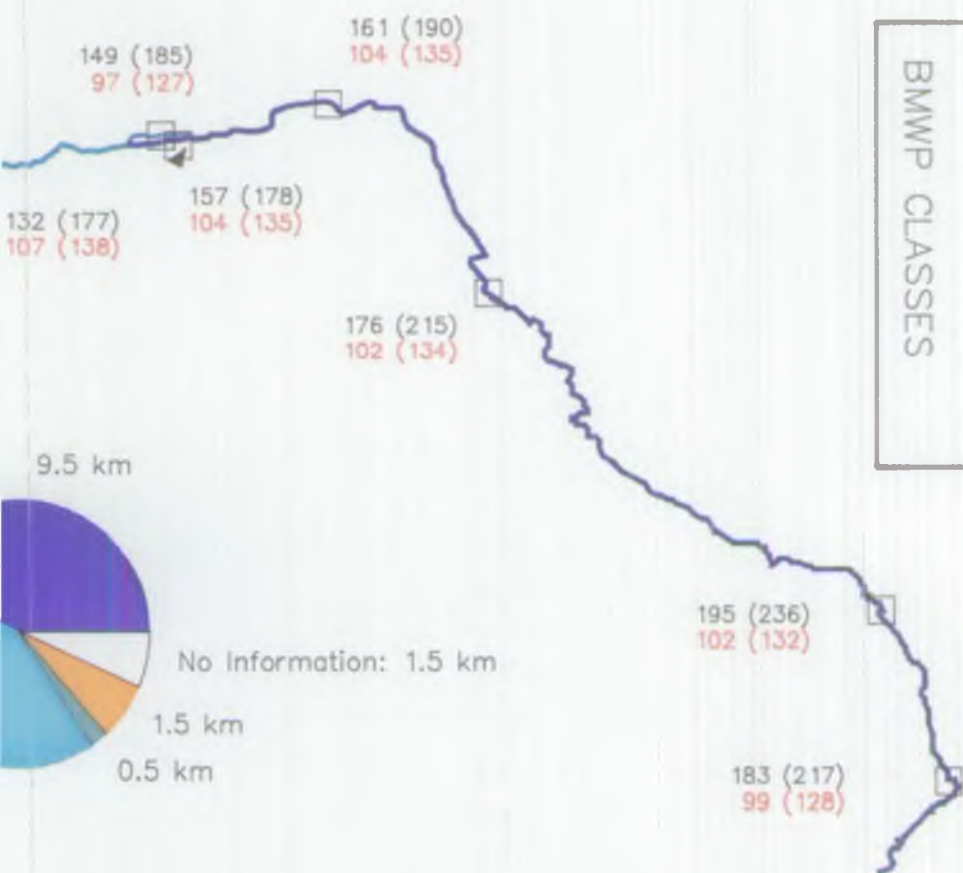 161 (190)
104 (135)
149 (185)
97 (127)
157 (178)
104 (135)
132 (177)
107 (138)
176 (215)
102 (134)
BMWP CLASSES
9.5 km
No Information: 1.5 km
1.5 km
0.5 km
195 (236)
102 (132)
183 (217)
99 (128)